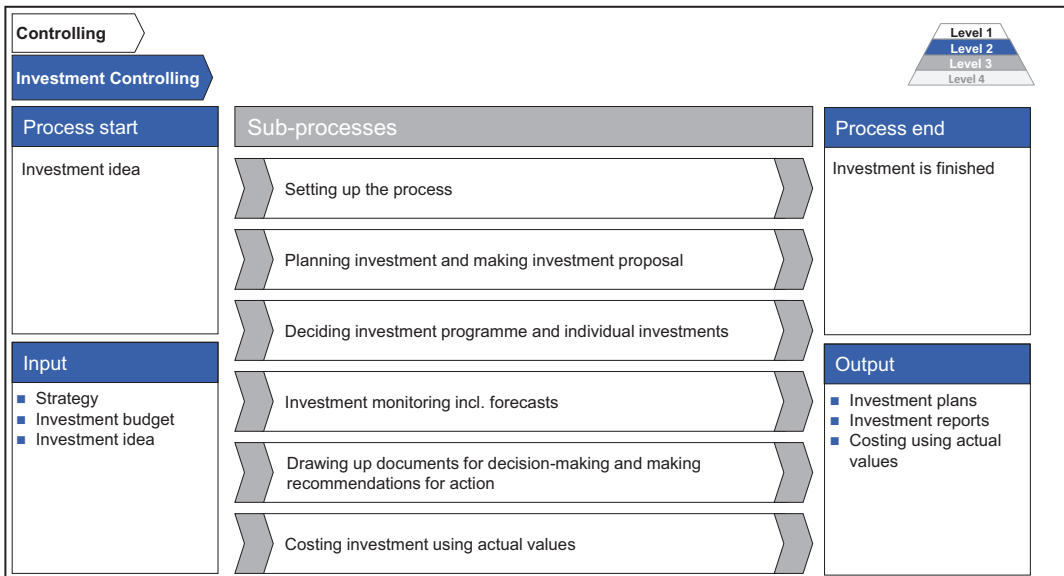 Controlling
Investment Controlling
Level 1
Level 2
Level 3
Level 4
Process start
Investment idea
Sub-processes
Setting up the process
Planning investment and making investment proposal
Deciding investment programme and individual investments
Investment monitoring incl. forecasts
Drawing up documents for decision-making and making
recommendations for action
Costing investment using actual values
Process end
Investment is finished
Input
Strategy
Investment budget
Investment idea
Output
Investment plans
Investment reports
Costing using actual
values